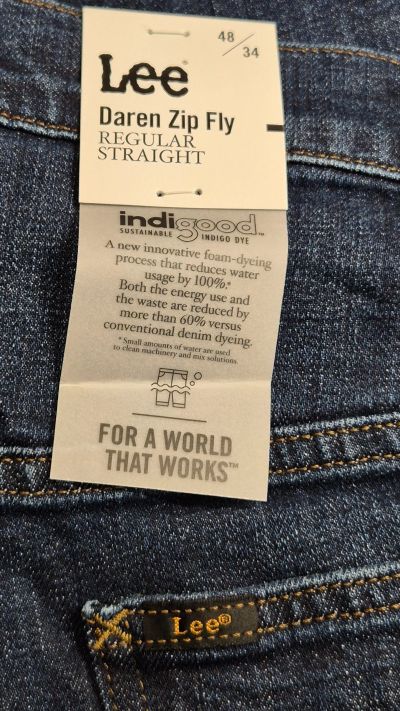 48 / 34
Lee
Daren Zip Fly
REGULAR
STRAIGHT
indigood™
SUSTAINABLE INDIGO DYE
A new innovative foam-dyeing
process that reduces water
usage by 100%.*
Both the energy use and
the waste are reduced by
more than 60% versus
conventional denim dyeing.
*Small amounts of water are used
to clean machinery and mix solutions.
FOR A WORLD
THAT WORKS™
Lee®